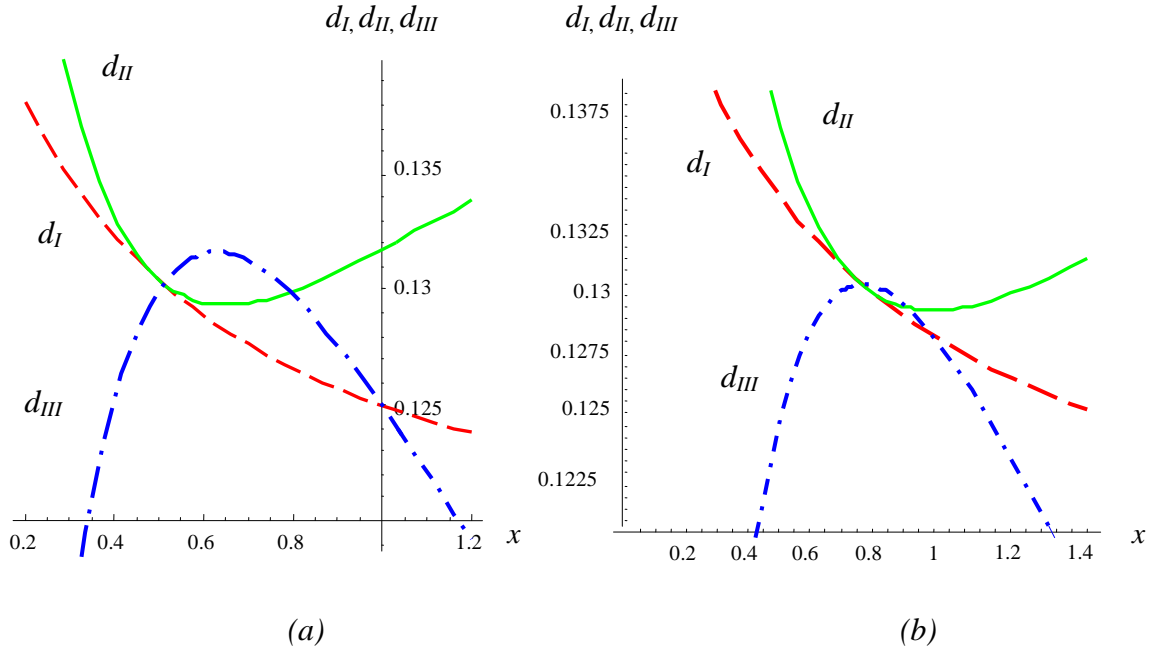 d_I, d_II, d_III
d_II
0.135
d_I
0.13
d_III
0.125
0.2 0.4 0.6 0.8 1.2 x
(a)
d_I, d_II, d_III
0.1375
d_II
d_I
0.1325
0.13
0.1275
d_III
0.125
0.1225
0.2 0.4 0.6 0.8 1 1.2 1.4 x
(b)